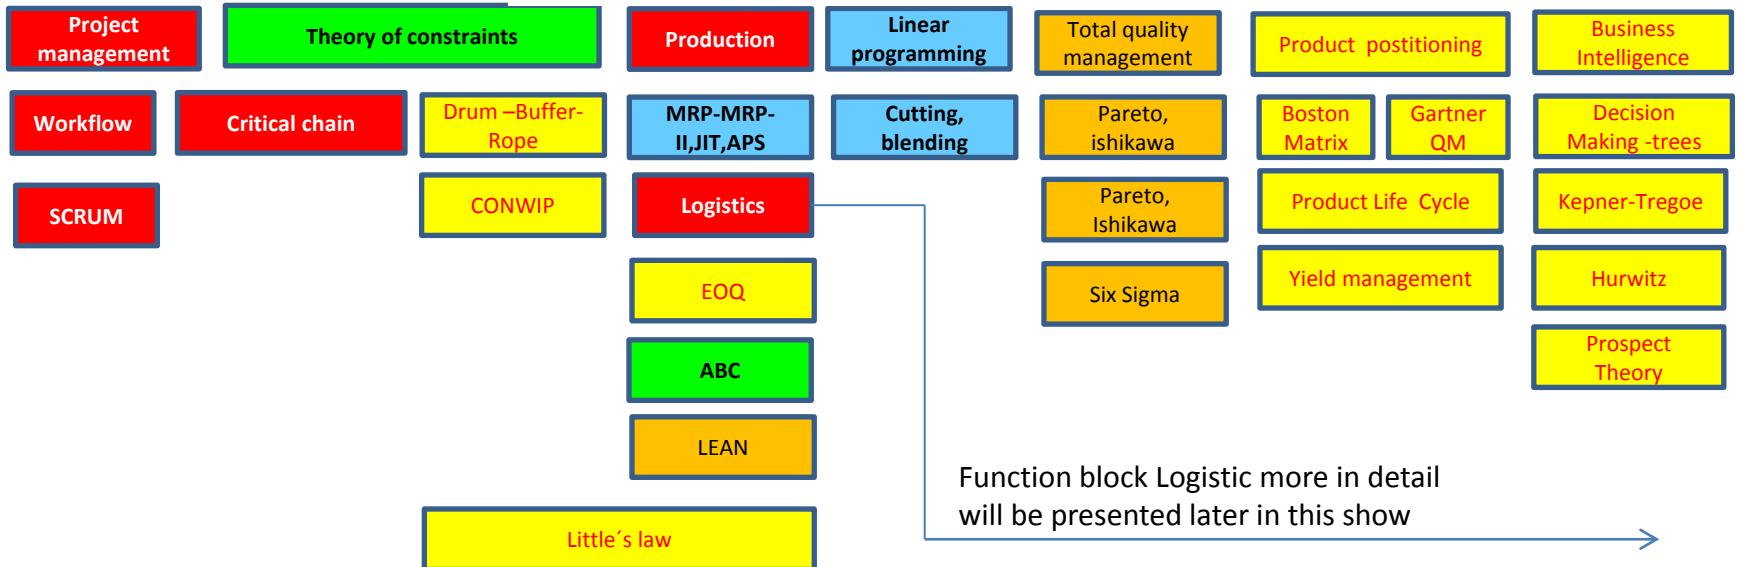 Project
management
Theory of constraints
Production
Linear
programming
Total quality
management
Product  postitioning
Business
Intelligence
Workflow
Critical chain
Drum –Buffer-
Rope
MRP-MRP-
II,JIT,APS
Cutting,
blending
Pareto,
ishikawa
Boston
Matrix
Gartner
QM
Decision
Making -trees
SCRUM
CONWIP
Logistics
Pareto,
Ishikawa
Product Life  Cycle
Kepner-Tregoe
EOQ
Six Sigma
Yield management
Hurwitz
ABC
Prospect
Theory
LEAN
Function block Logistic more in detail
will be presented later in this show
Little´s law